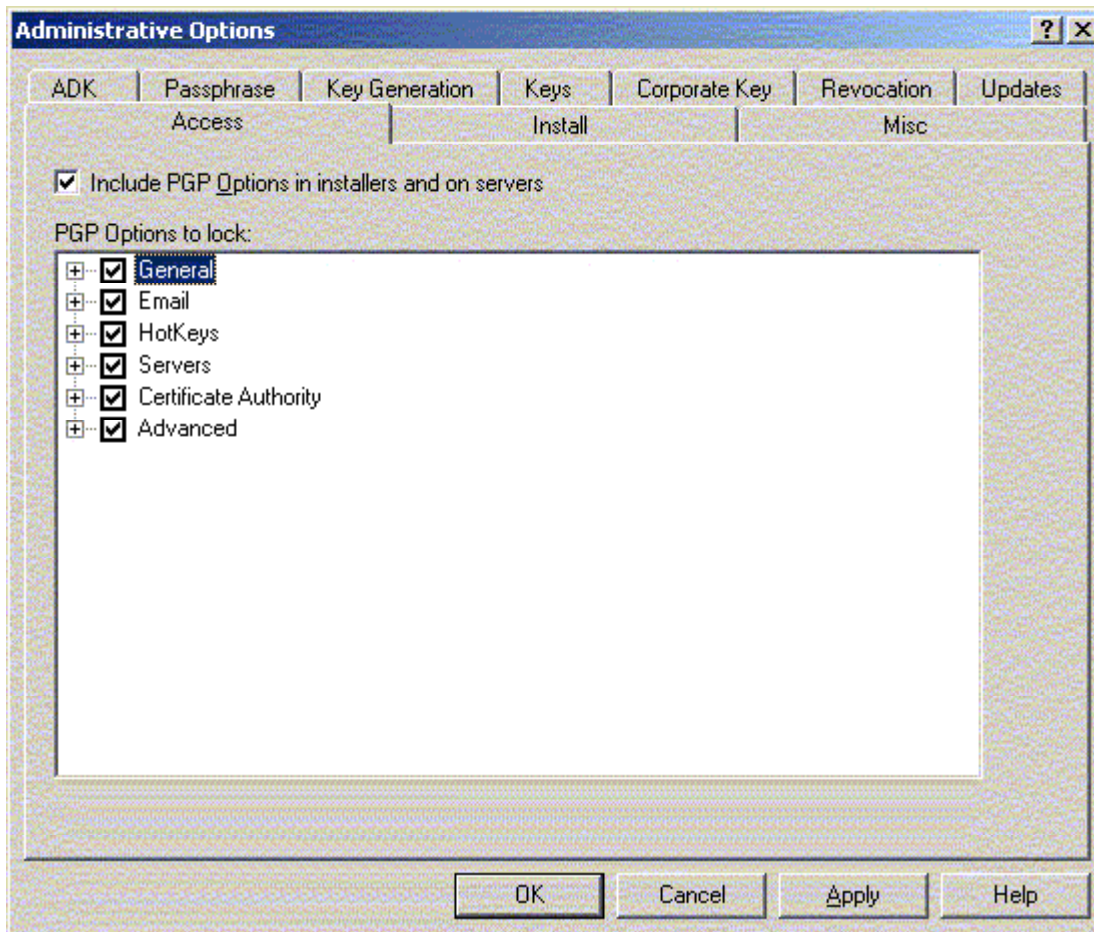 Administrative Options
ADK Passphrase Key Generation Keys Corporate Key Revocation Updates
Access Install Misc
Include PGP Options in installers and on servers
PGP Options to lock:
General
Email
HotKeys
Servers
Certificate Authority
Advanced
OK Cancel Apply Help